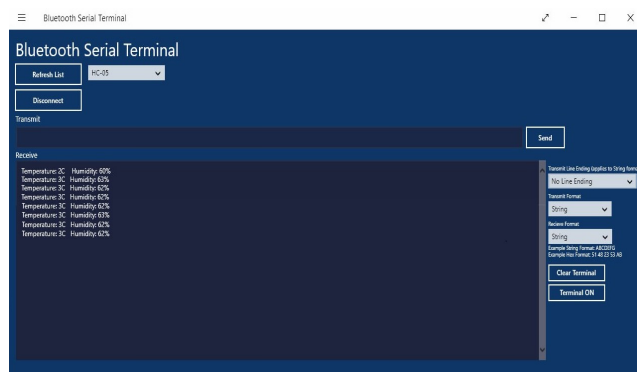 Bluetooth Serial Terminal
Bluetooth Serial Terminal
Refresh List
HC-05
Disconnect
Transmit
Send
Receive
Temperature: 2C Humidity: 60%
Temperature: 3C Humidity: 63%
Temperature: 3C Humidity: 62%
Temperature: 3C Humidity: 62%
Temperature: 3C Humidity: 62%
Temperature: 3C Humidity: 63%
Temperature: 3C Humidity: 62%
Temperature: 3C Humidity: 62%
Transmit Line Ending (applies to String forma
No Line Ending
Transmit Format
String
Recieve Format
String
Example String Format: ABCDEFG
Example Hex Format: 51 48 23 53 AB
Clear Terminal
Terminal ON